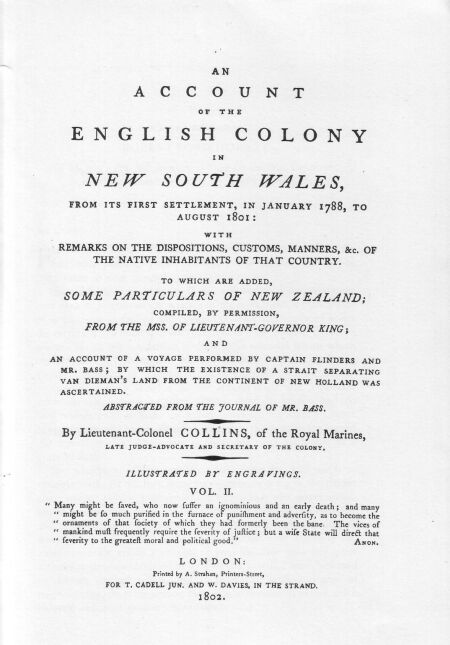 AN
ACCOUNT
OF THE
ENGLISH COLONY
IN
NEW SOUTH WALES,
FROM ITS FIRST SETTLEMENT, IN JANUARY 1788, TO
AUGUST 1801:
WITH
REMARKS ON THE DISPOSITIONS, CUSTOMS, MANNERS, &c. OF
THE NATIVE INHABITANTS OF THAT COUNTRY.
TO WHICH ARE ADDED,
SOME PARTICULARS OF NEW ZEALAND;
COMPILED, BY PERMISSION,
FROM THE MSS. OF LIEUTENANT-GOVERNOR KING;
AND
AN ACCOUNT OF A VOYAGE PERFORMED BY CAPTAIN FLINDERS AND
MR. BASS; BY WHICH THE EXISTENCE OF A STRAIT SEPARATING
VAN DIEMAN'S LAND FROM THE CONTINENT OF NEW HOLLAND WAS
ASCERTAINED.
ABSTRACTED FROM THE JOURNAL OF MR. BASS.
By Lieutenant-Colonel COLLINS, of the Royal Marines,
LATE JUDGE-ADVOCATE AND SECRETARY OF THE COLONY.
ILLUSTRATED BY ENGRAVINGS.
VOL. II.
" Many might be ſaved, who now ſuffer an ignominious and an early death; and many
" might be ſo much purified in the furnace of puniſhment and adverſity, as to become the
" ornaments of that ſociety of which they had formerly been the bane. The vices of
" mankind muſt frequently require the ſeverity of juſtice; but a wiſe State will direct that
" ſeverity to the greateſt moral and political good." ANON.
LONDON:
Printed by A. Strahan, Printers-Street,
FOR T. CADELL JUN. AND W. DAVIES, IN THE STRAND.
1802.